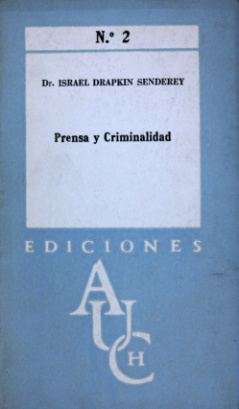 N.º 2
Dr. ISRAEL DRAPKIN SENDEREY
Prensa y Criminalidad
EDICIONES
AUCH